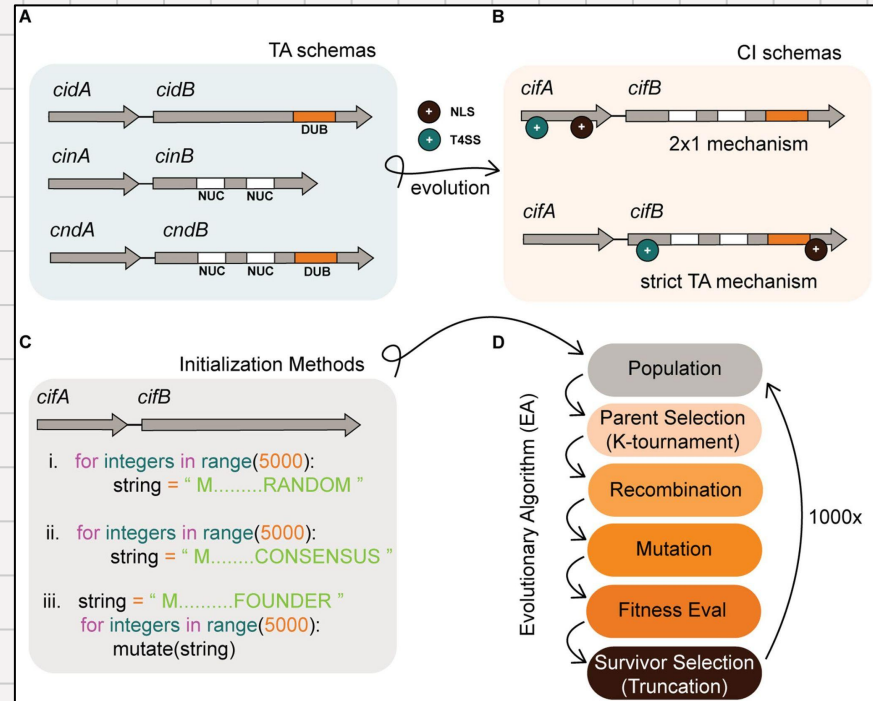 A
TA schemas
cidA cidB
DUB
cinA cinB
NUC NUC
cndA cndB
NUC NUC DUB
+ NLS
+ T4SS
evolution
B
CI schemas
cifA cifB
+ +
2x1 mechanism
cifA cifB
+ +
strict TA mechanism
C
Initialization Methods
cifA cifB
i. for integers in range(5000):
string = “ M.........RANDOM ”
ii. for integers in range(5000):
string = “ M........CONSENSUS ”
iii. string = “ M..........FOUNDER ”
for integers in range(5000):
mutate(string)
D
Evolutionary Algorithm (EA)
Population
Parent Selection
(K-tournament)
Recombination
Mutation
Fitness Eval
Survivor Selection
(Truncation)
1000x